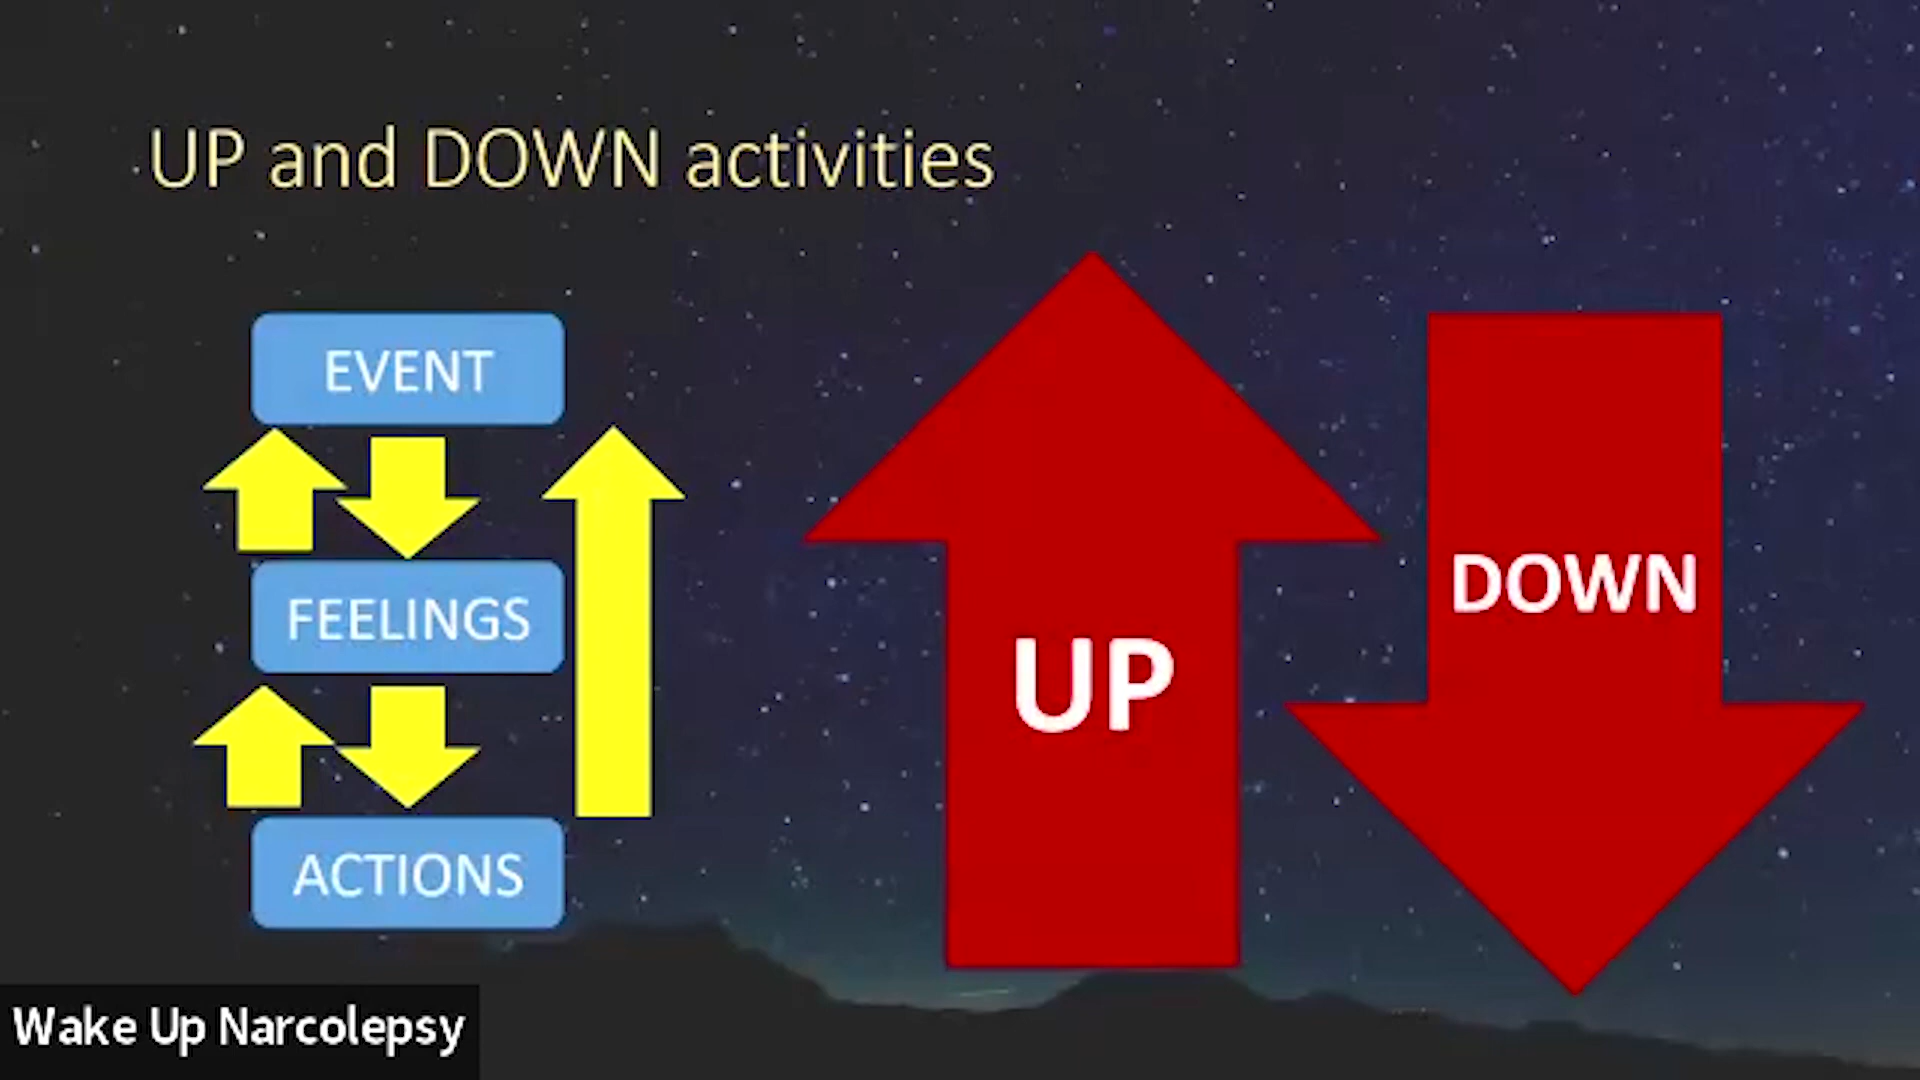 UP and DOWN activities
EVENT
FEELINGS
ACTIONS
UP
DOWN
Wake Up Narcolepsy